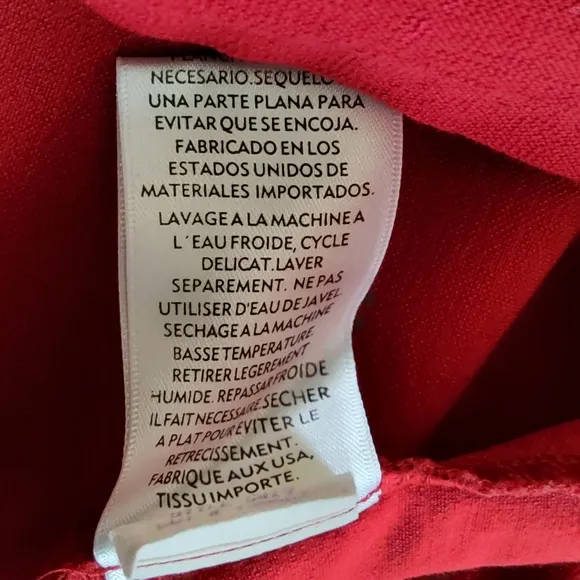 NECESARIO.SEQUELO
UNA PARTE PLANA PARA
EVITAR QUE SE ENCOJA.
FABRICADO EN LOS
ESTADOS UNIDOS DE
MATERIALES IMPORTADOS.
LAVAGE A LA MACHINE A
L´EAU FROIDE, CYCLE
DELICAT.LAVER
SEPAREMENT. NE PAS
UTILISER D'EAU DE JAVEL
SECHAGE A LA MACHINE
BASSE TEMPERATURE.
RETIRER LEGEREMENT
HUMIDE. REPASSAR FROIDE
IL FAIT NECESSAIRE.SECHER
A PLAT POUR EVITER LE
RETRECISSEMENT.
FABRIQUE AUX USA,
TISSU IMPORTE.